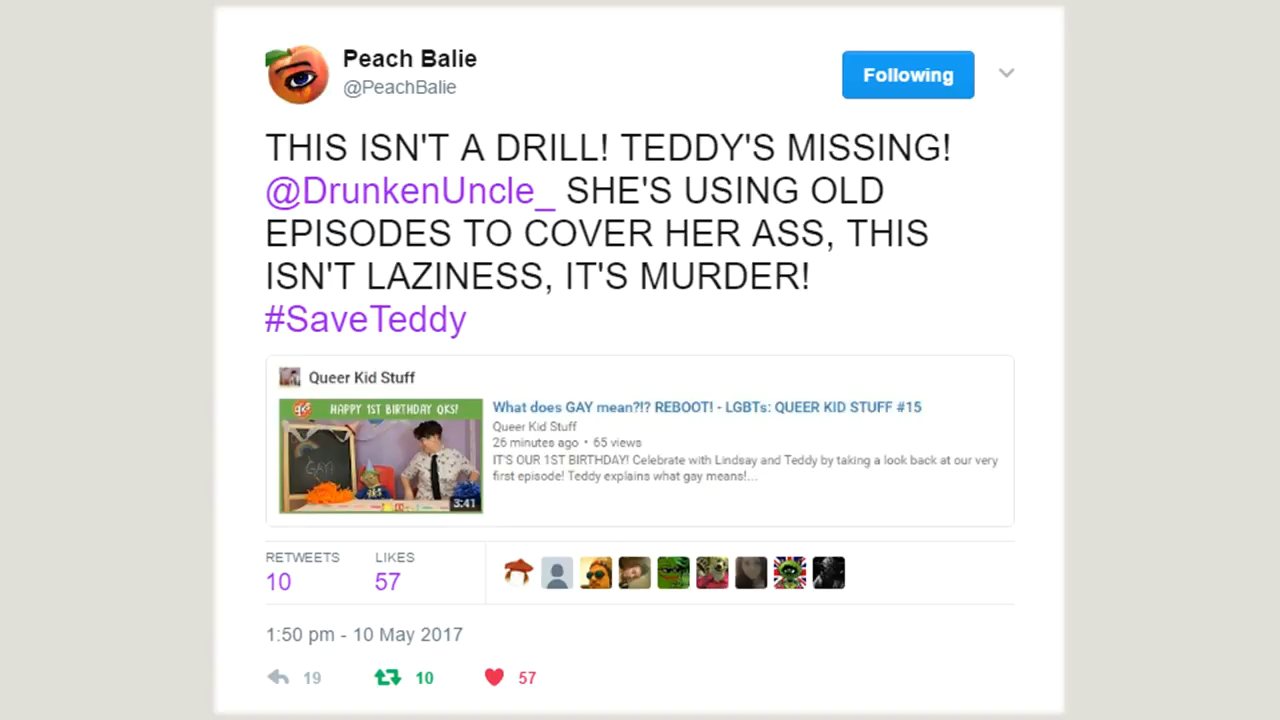 Peach Balie
@PeachBalie
Following
THIS ISN'T A DRILL! TEDDY'S MISSING!
@DrunkenUncle_ SHE'S USING OLD
EPISODES TO COVER HER ASS, THIS
ISN'T LAZINESS, IT'S MURDER!
#SaveTeddy
Queer Kid Stuff
HAPPY 1ST BIRTHDAY QKS!
GAY!
3:41
What does GAY mean?!? REBOOT! - LGBTs: QUEER KID STUFF #15
Queer Kid Stuff
26 minutes ago • 65 views
IT'S OUR 1ST BIRTHDAY! Celebrate with Lindsay and Teddy by taking a look back at our very
first episode! Teddy explains what gay means!...
RETWEETS LIKES
10 57
1:50 pm - 10 May 2017
19 10 57